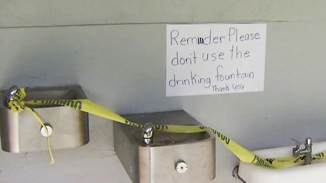 Reminder Please
dont use the
drinking fountain
Thank You